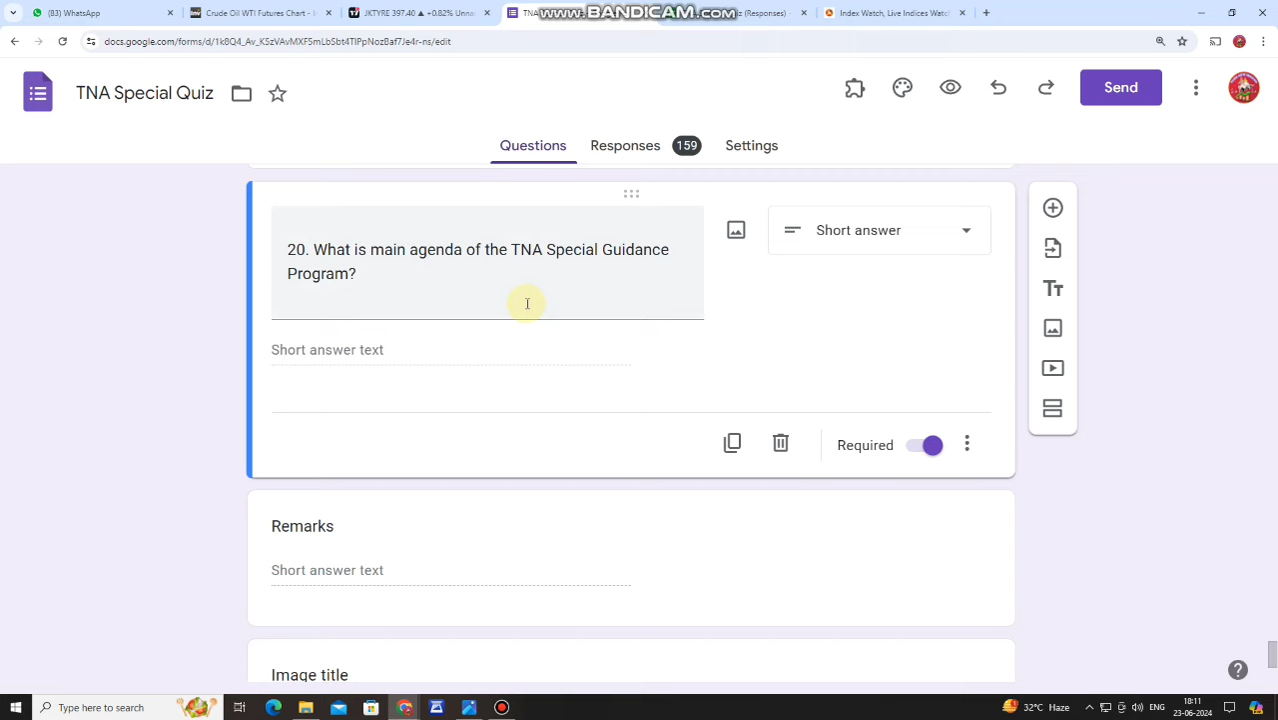 (83) WhatsApp
Crude Oil WTI Futures Chart - I
JKTYRE 397.40 ▲ +0.82% Unna
TNA
www.BANDICAM.com
iz (Responses) -
Index Watch, Live Indices Watc
docs.google.com/forms/d/1k8Q4_Av_KSzVAvMXF5mLbSbt4TlPpNozBaf7Je4r-ns/edit
TNA Special Quiz
Send
Questions
Responses 159
Settings
20. What is main agenda of the TNA Special Guidance
Program?
Short answer
Short answer text
Required
Remarks
Short answer text
Image title
Type here to search
32°C Haze
ENG
18:11
23-06-2024